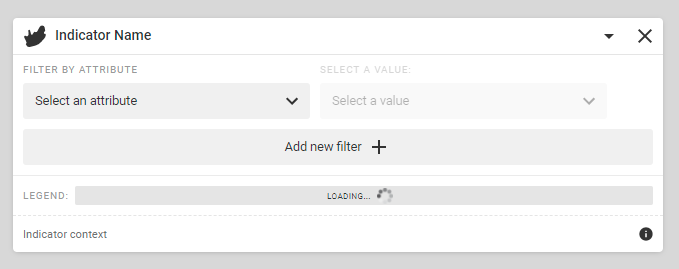 Indicator Name
FILTER BY ATTRIBUTE
SELECT A VALUE:
Select an attribute
Select a value
Add new filter
LEGEND:
LOADING...
Indicator context